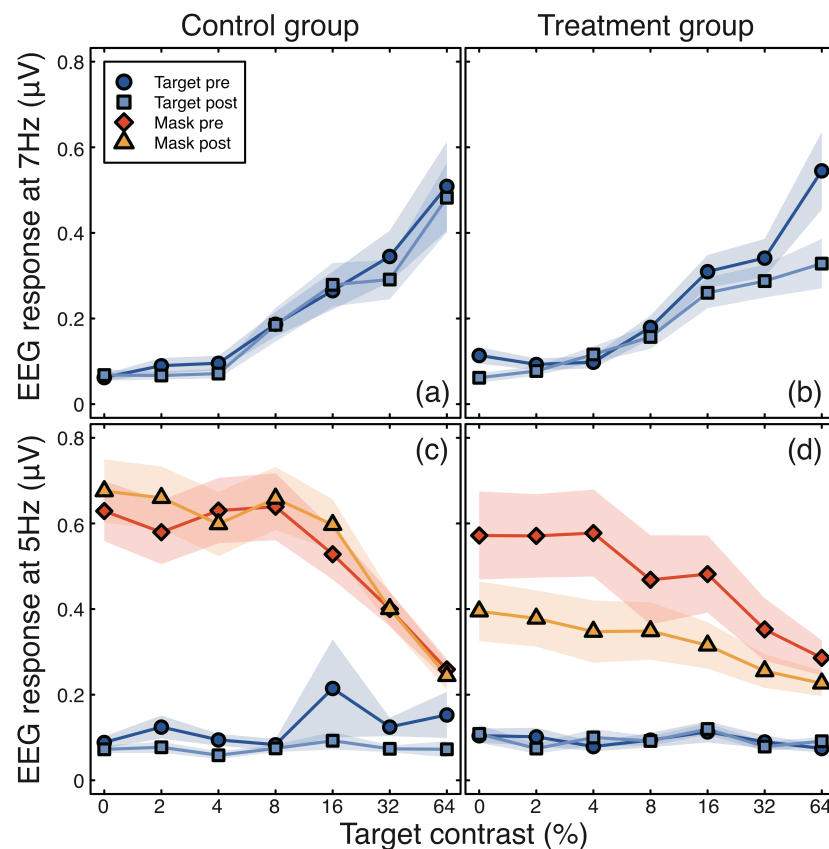 Control group
Treatment group
EEG response at 7Hz (µV)
0.8
0.6
0.4
0.2
0
Target pre
Target post
Mask pre
Mask post
(a)
(b)
EEG response at 5Hz (µV)
0.8
0.6
0.4
0.2
0
(c)
(d)
0 2 4 8 16 32 64
0 2 4 8 16 32 64
Target contrast (%)